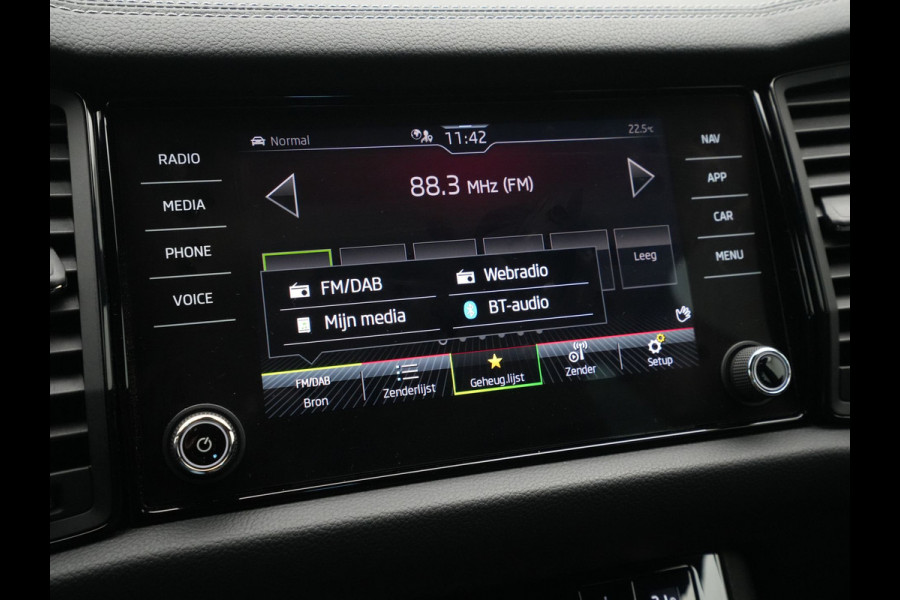 RADIO
MEDIA
PHONE
VOICE
Normal
11:42
22.5°C
88.3 MHz (FM)
Leeg
FM/DAB
Webradio
Mijn media
BT-audio
FM/DAB
Bron
Zenderlijst
Geheug.lijst
Zender
Setup
NAV
APP
CAR
MENU